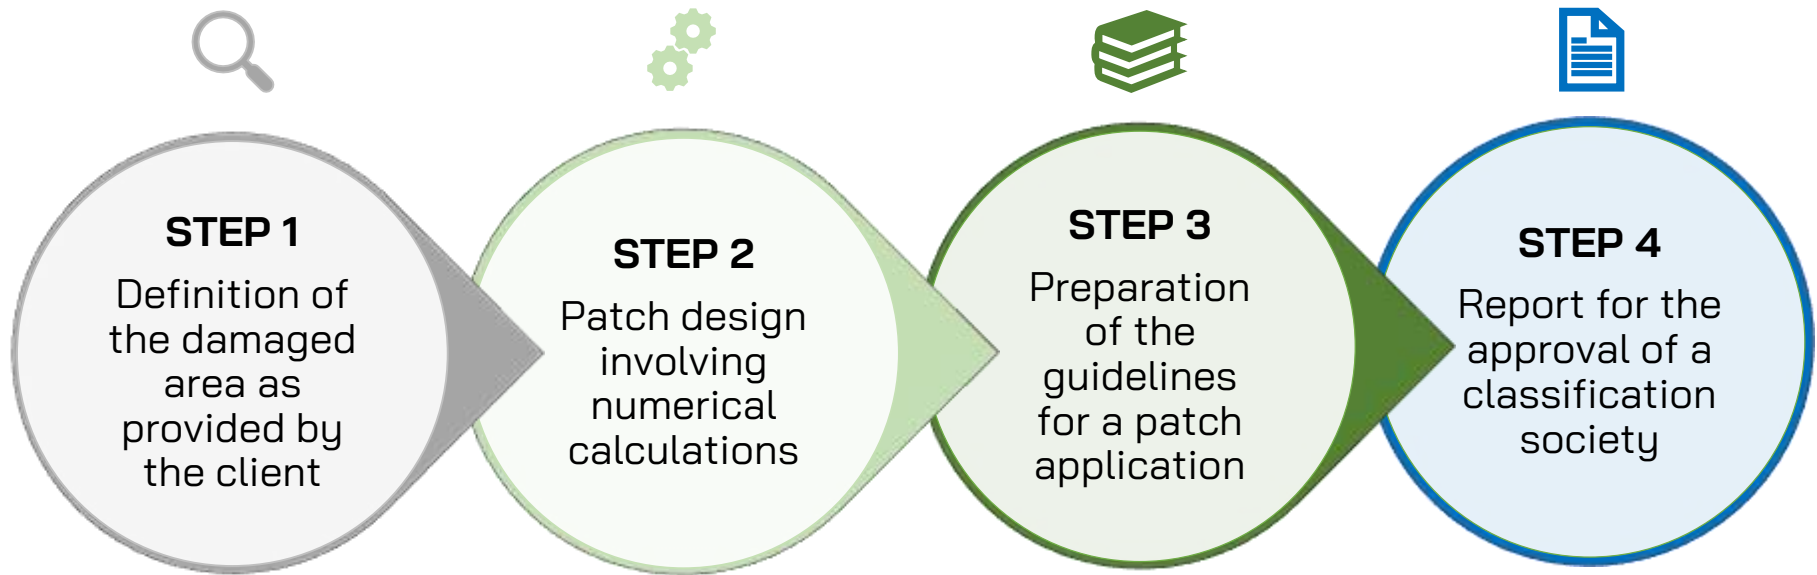 STEP 1
Definition of
the damaged
area as
provided by
the client
STEP 2
Patch design
involving
numerical
calculations
STEP 3
Preparation
of the
guidelines
for a patch
application
STEP 4
Report for the
approval of a
classification
society